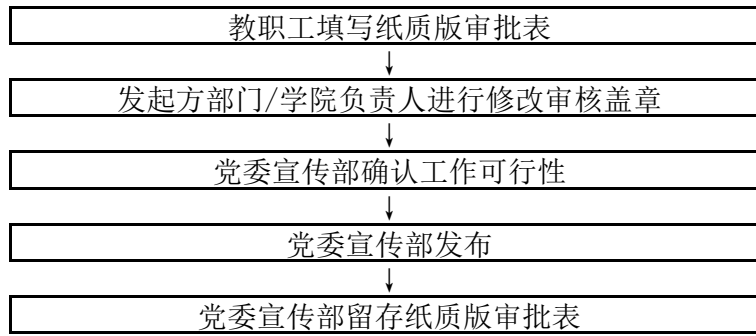 教职工填写纸质版审批表
发起方部门/学院负责人进行修改审核盖章
党委宣传部确认工作可行性
党委宣传部发布
党委宣传部留存纸质版审批表